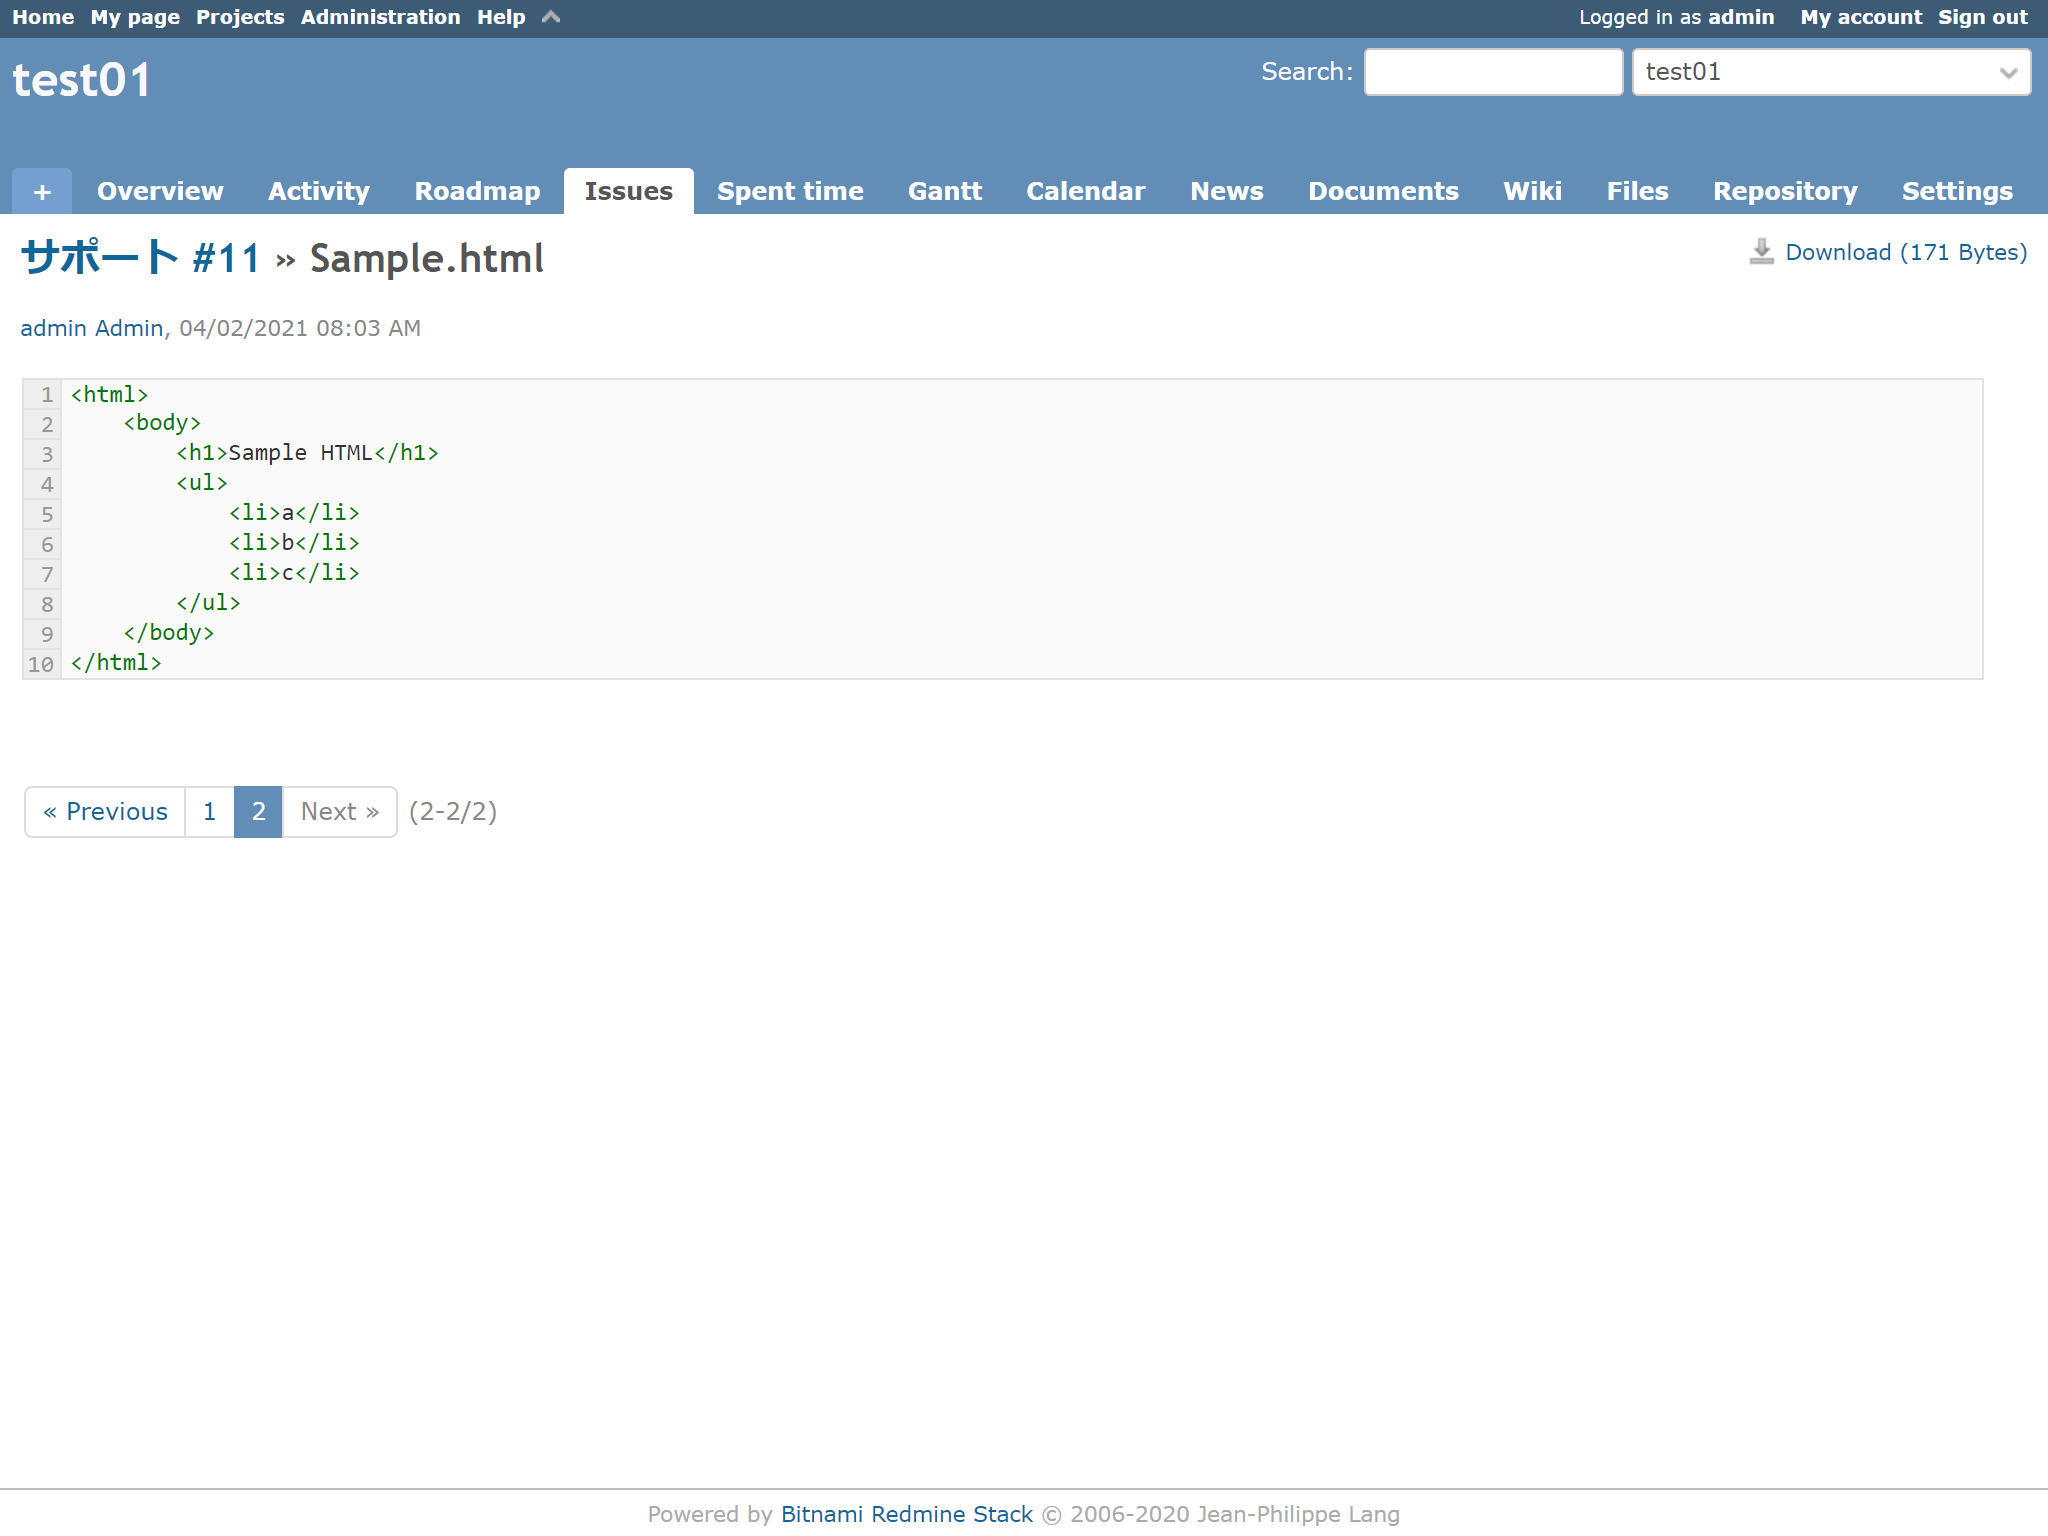 Home My page Projects Administration Help Logged in as admin My account Sign out
test01 Search: test01
+ Overview Activity Roadmap Issues Spent time Gantt Calendar News Documents Wiki Files Repository Settings
サポート #11 » Sample.html Download (171 Bytes)
admin Admin, 04/02/2021 08:03 AM
1 <html>
2     <body>
3         <h1>Sample HTML</h1>
4         <ul>
5             <li>a</li>
6             <li>b</li>
7             <li>c</li>
8         </ul>
9     </body>
10 </html>
« Previous 1 2 Next » (2-2/2)
Powered by Bitnami Redmine Stack © 2006-2020 Jean-Philippe Lang